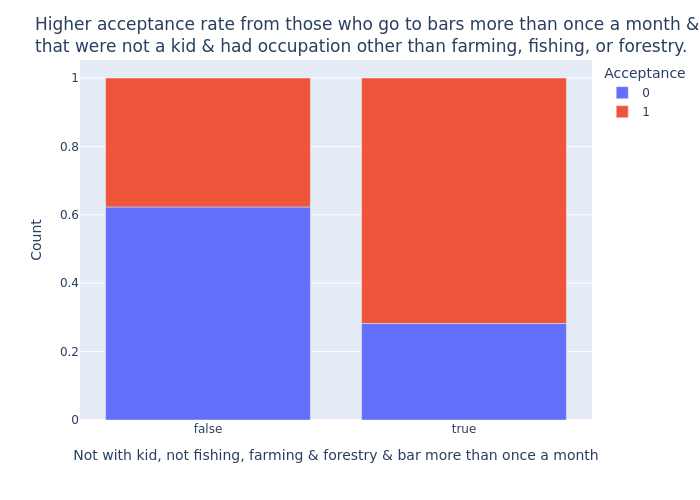 Higher acceptance rate from those who go to bars more than once a month &
that were not a kid & had occupation other than farming, fishing, or forestry.
Acceptance
0
1
1
0.8
0.6
0.4
0.2
0
Count
false true
Not with kid, not fishing, farming & forestry & bar more than once a month